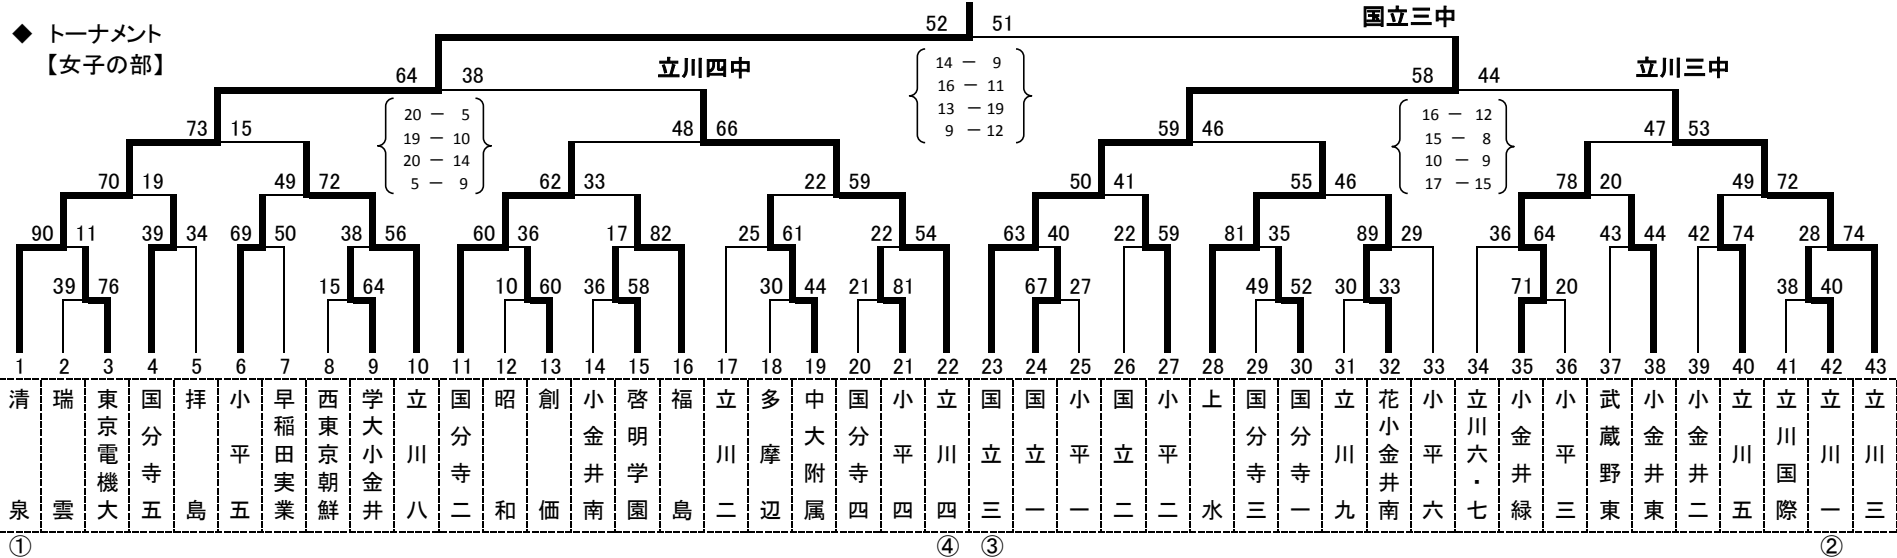 52 51 国立三中
◆ トーナメント
【女子の部】
14 － 9
64 38 立川四中 16 － 11 58 44 立川三中
13 － 19
9 － 12
20 － 5 16 － 12
73 15 19 － 10 48 66 59 46 15 － 8 47 53
20 － 14 10 － 9
5 － 9 17 － 15
70 19 49 72 62 33 22 59 50 41 55 46 78 20 49 72
90 11 39 34 69 50 38 56 60 36 17 82 25 61 22 54 63 40 22 59 81 35 89 29 36 64 43 44 42 74 28 74
39 76 15 64 10 60 36 58 30 44 21 81 67 27 49 52 30 33 71 20 38 40
1 2 3 4 5 6 7 8 9 10 11 12 13 14 15 16 17 18 19 20 21 22 23 24 25 26 27 28 29 30 31 32 33 34 35 36 37 38 39 40 41 42 43
清泉
瑞雲
東京電機大
国分寺五
拝島
小平五
早稲田実業
西東京朝鮮
学大小金井
立川八
国分寺二
昭和
創価
小金井南
啓明学園
福島
立川二
多摩辺
中大附属
国分寺四
小平四
立川四
国立三
国立一
小平一
国立二
小平二
上水
国分寺三
国分寺一
立川九
花小金井南
小平六
立川六・七
小金井緑
小平三
武蔵野東
小金井東
小金井二
立川五
立川国際
立川一
立川三
① ④ ③ ②